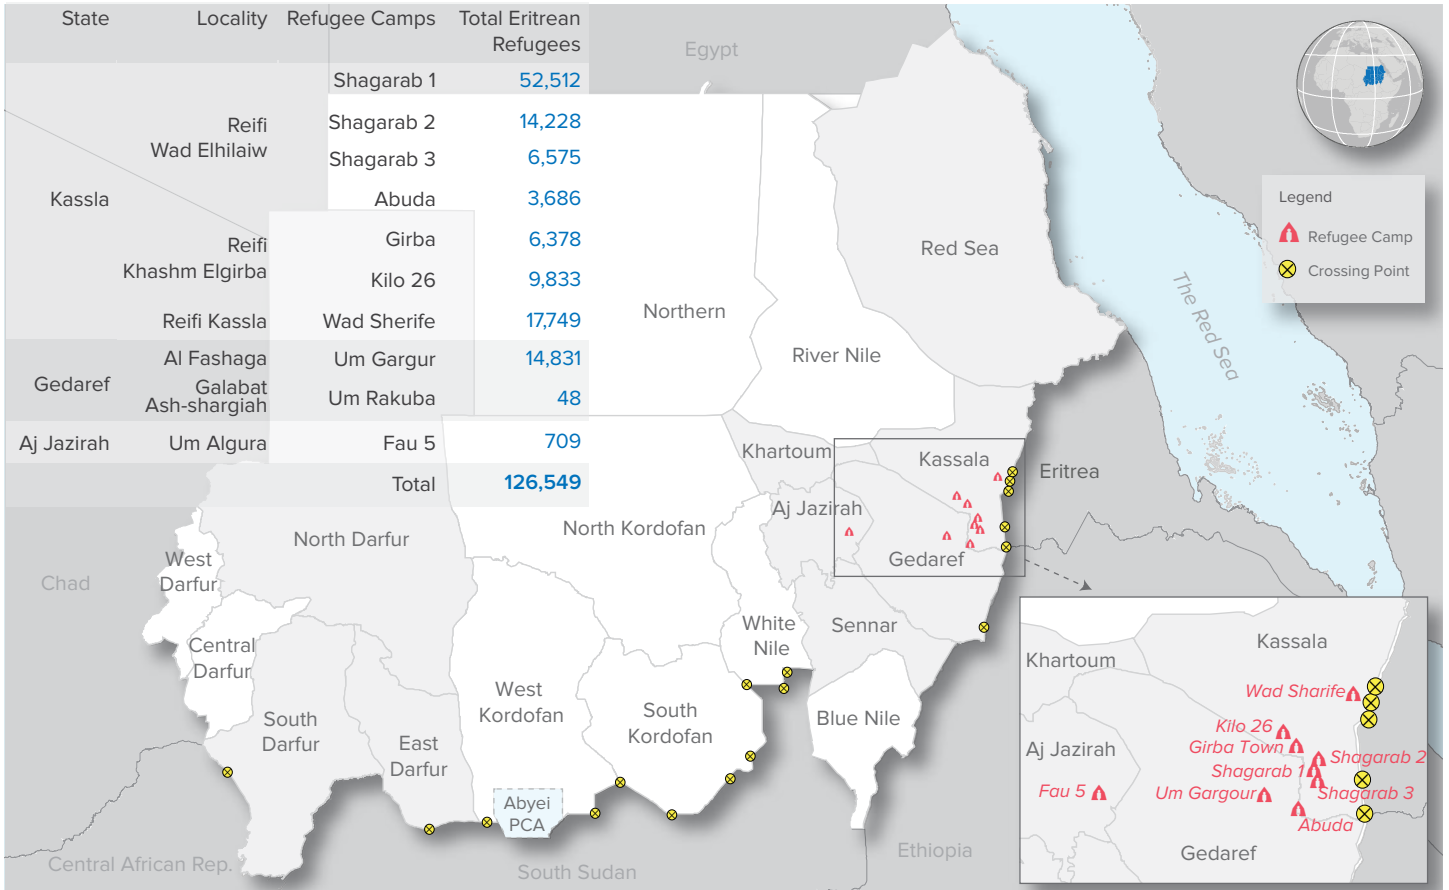 State Locality Refugee Camps Total Eritrean
Refugees
Shagarab 1 52,512
Reifi
Wad Elhilaiw
Shagarab 2 14,228
Shagarab 3 6,575
Kassla
Abuda 3,686
Reifi
Khashm Elgirba
Girba 6,378
Kilo 26 9,833
Reifi Kassla Wad Sherife 17,749
Gedaref
Al Fashaga Um Gargur 14,831
Galabat
Ash-shargiah
Um Rakuba 48
Aj Jazirah Um Algura Fau 5 709
Total 126,549
Egypt
Red Sea
Northern
River Nile
The Red Sea
Legend
Refugee Camp
Crossing Point
Khartoum
Kassala
Eritrea
Aj Jazirah
North Kordofan
North Darfur
Gedaref
West
Darfur
Chad
White
Nile
Sennar
Central
Darfur
West
Kordofan
South
Kordofan
Blue Nile
South
Darfur
East
Darfur
Abyei
PCA
Central African Rep.
South Sudan
Ethiopia
Kassala
Khartoum
Wad Sharife
Kilo 26
Girba Town
Aj Jazirah
Shagarab 2
Shagarab 1
Fau 5
Um Gargour
Shagarab 3
Abuda
Gedaref